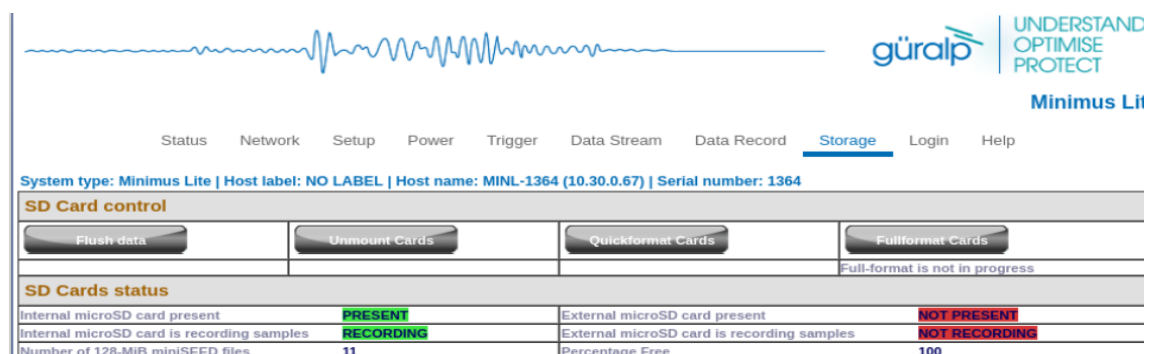 güralp
UNDERSTAND
OPTIMISE
PROTECT
Minimus Lit
Status Network Setup Power Trigger Data Stream Data Record Storage Login Help
System type: Minimus Lite | Host label: NO LABEL | Host name: MINL-1364 (10.30.0.67) | Serial number: 1364
SD Card control
Flush data Unmount Cards Quickformat Cards Fullformat Cards
Full-format is not in progress
SD Cards status
Internal microSD card present PRESENT External microSD card present NOT PRESENT
Internal microSD card is recording samples RECORDING External microSD card is recording samples NOT RECORDING
Number of 128-MiB miniSEED files 11 Percentage Free 100